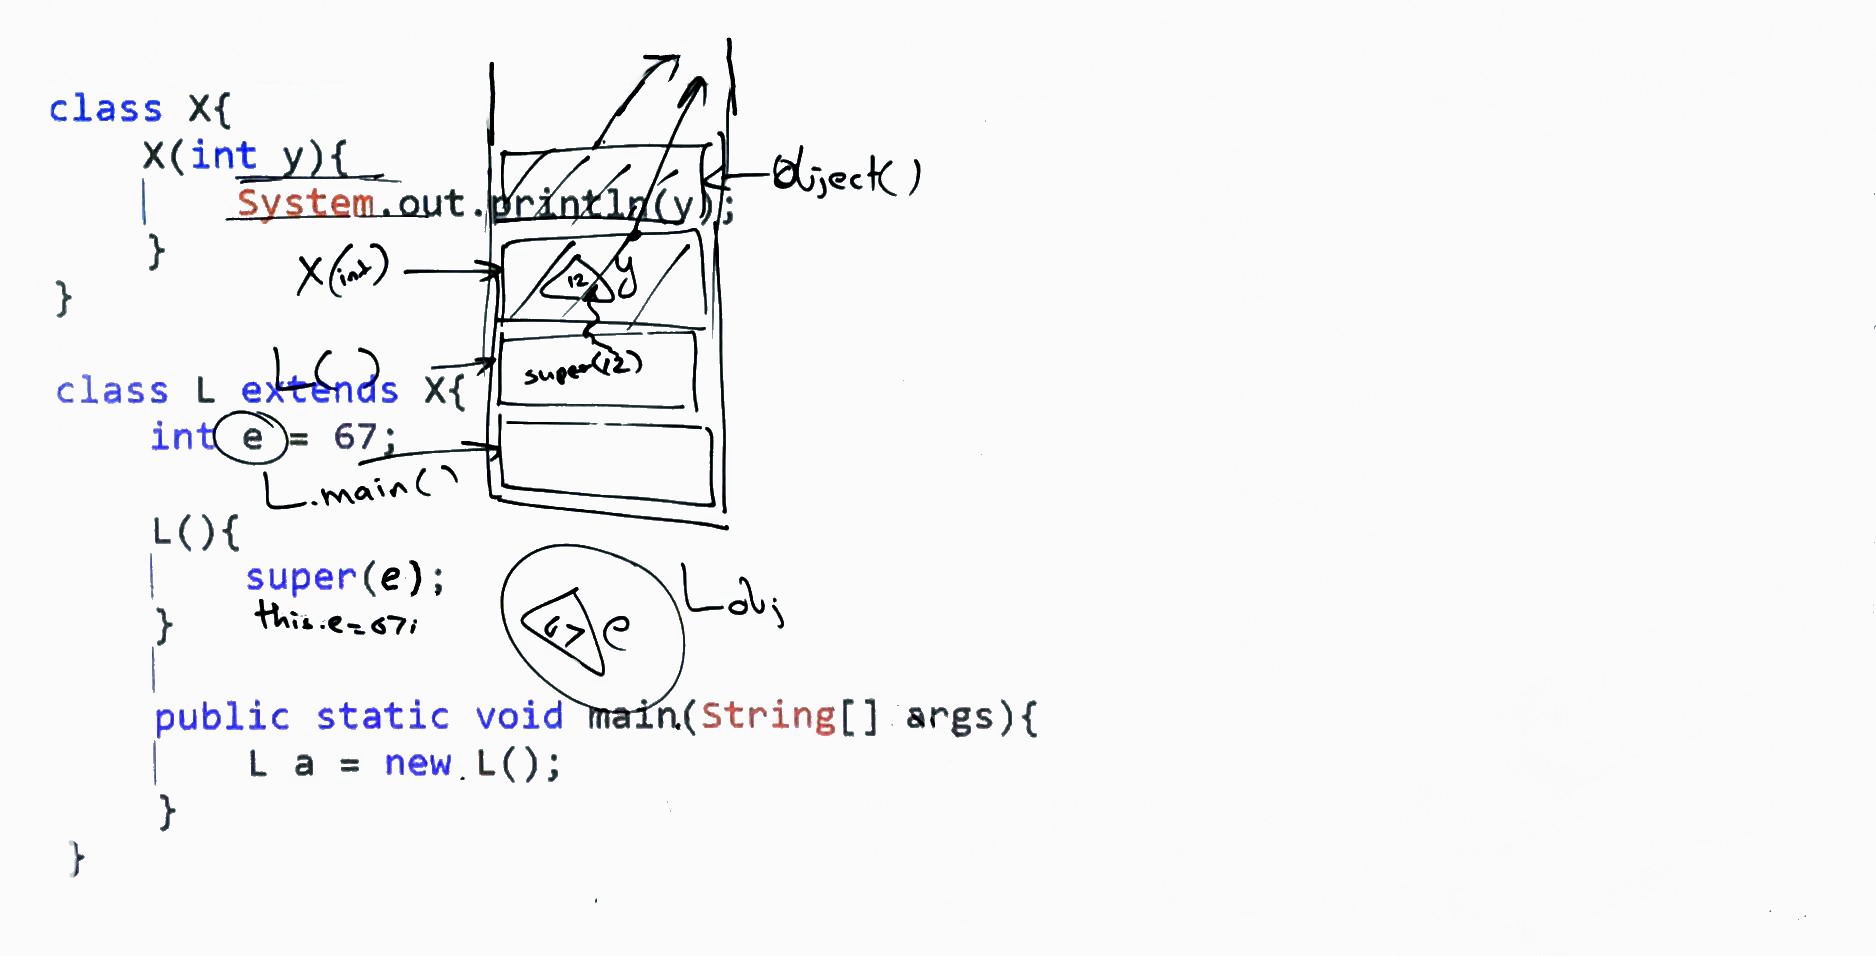 class X{
X(int y){
Object()
System.out.println(y);
}
X(int)
12 y
}
super(12)
L()
class L extends X{
int e = 67;
L.main()
L(){
super(e);
L obj
this.e=67;
}
67 e
public static void main(String[] args){
L a = new L();
}
}